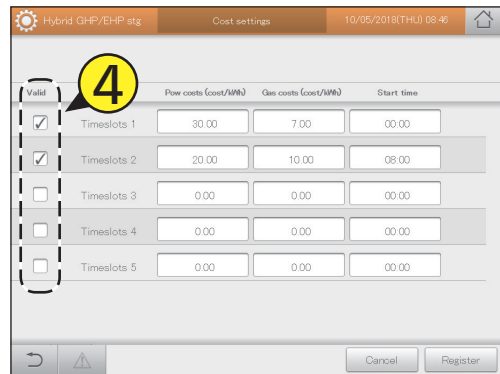 Hybrid GHP/EHP stg Cost settings 10/05/2018(THU) 08:46
Valid Pow costs (cost/kWh) Gas costs (cost/kWh) Start time
4
Timeslots 1 30.00 7.00 00:00
Timeslots 2 20.00 10.00 08:00
Timeslots 3 0.00 0.00 00:00
Timeslots 4 0.00 0.00 00:00
Timeslots 5 0.00 0.00 00:00
Cancel Register